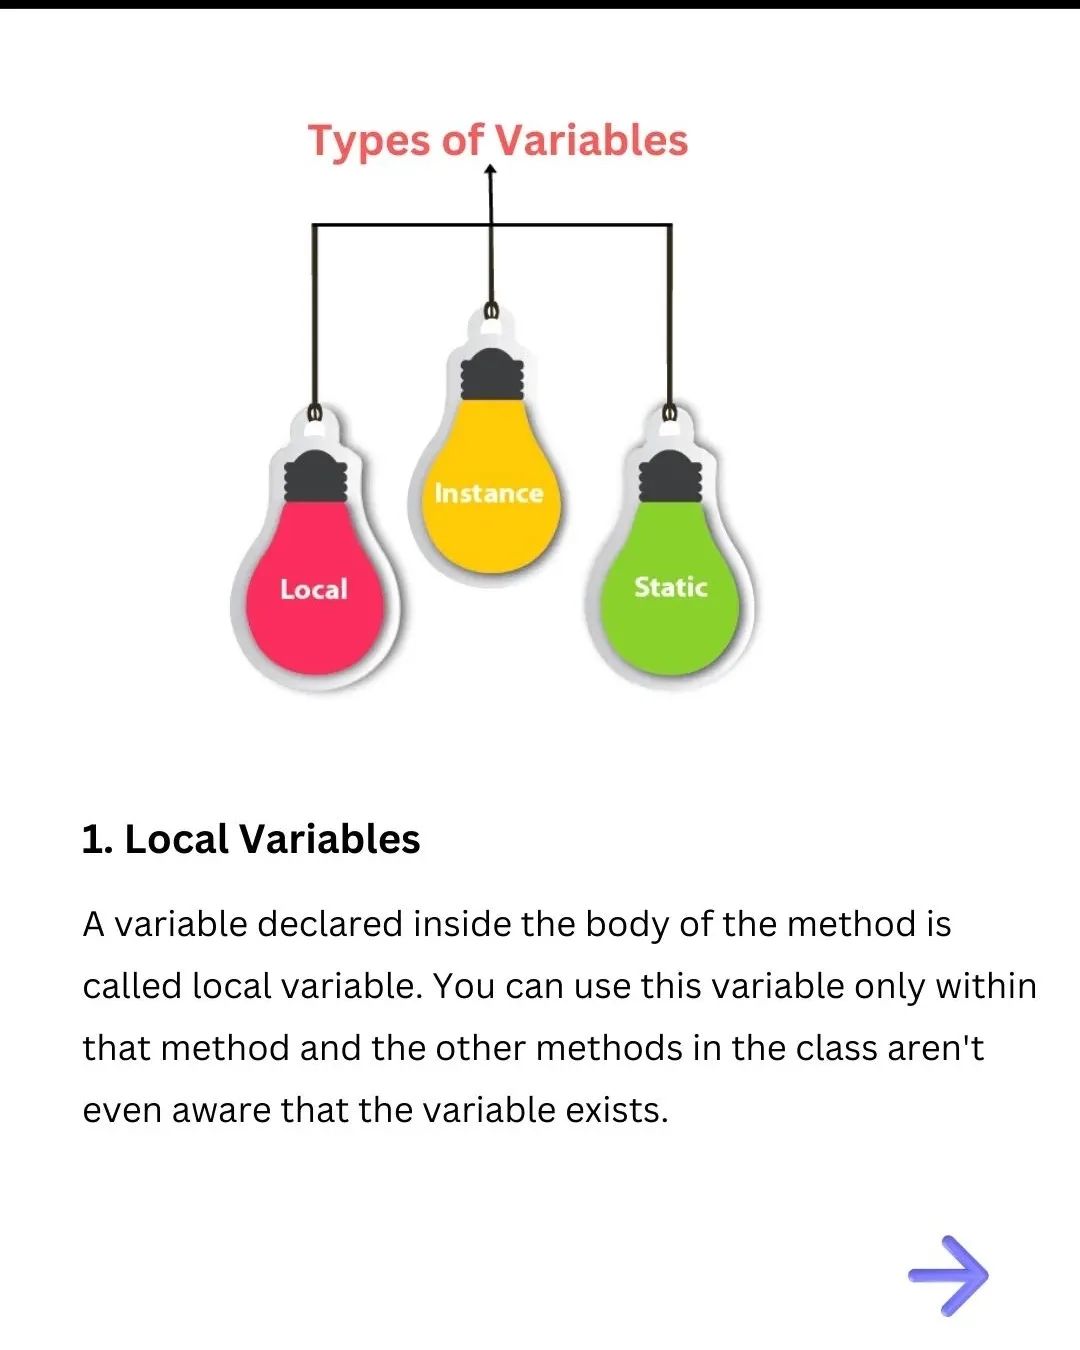 Types of Variables
Instance
Local
Static
1. Local Variables
A variable declared inside the body of the method is
called local variable. You can use this variable only within
that method and the other methods in the class aren't
even aware that the variable exists.